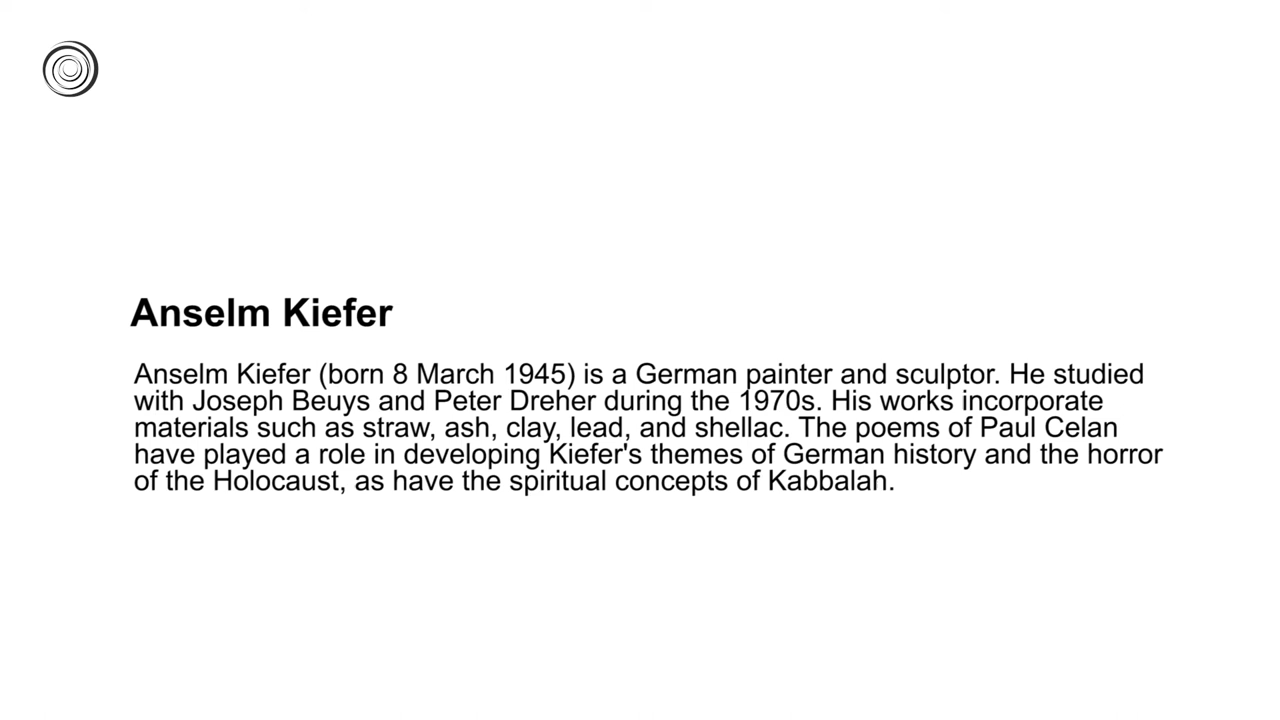 Anselm Kiefer
Anselm Kiefer (born 8 March 1945) is a German painter and sculptor. He studied
with Joseph Beuys and Peter Dreher during the 1970s. His works incorporate
materials such as straw, ash, clay, lead, and shellac. The poems of Paul Celan
have played a role in developing Kiefer's themes of German history and the horror
of the Holocaust, as have the spiritual concepts of Kabbalah.